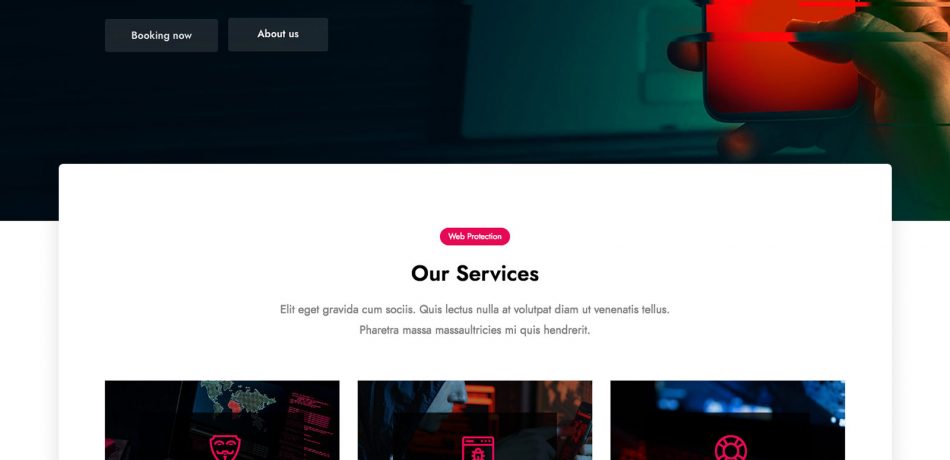 Booking now
About us
Web Protection
Our Services
Elit eget gravida cum sociis. Quis lectus nulla at volutpat diam ut venenatis tellus.
Pharetra massa massaultricies mi quis hendrerit.